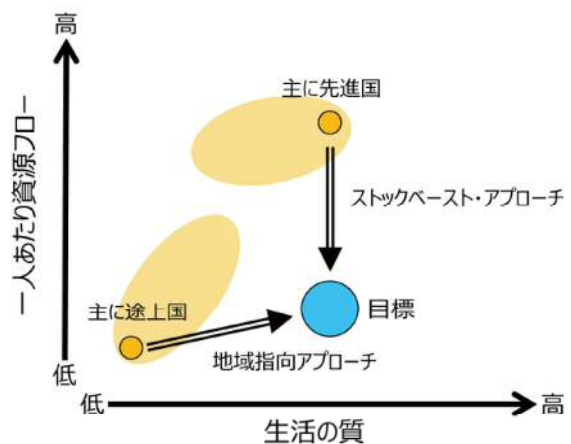 高
主に先進国
一人あたり資源フロー
ストックベースト・アプローチ
主に途上国
目標
地域指向アプローチ
低
低
高
生活の質